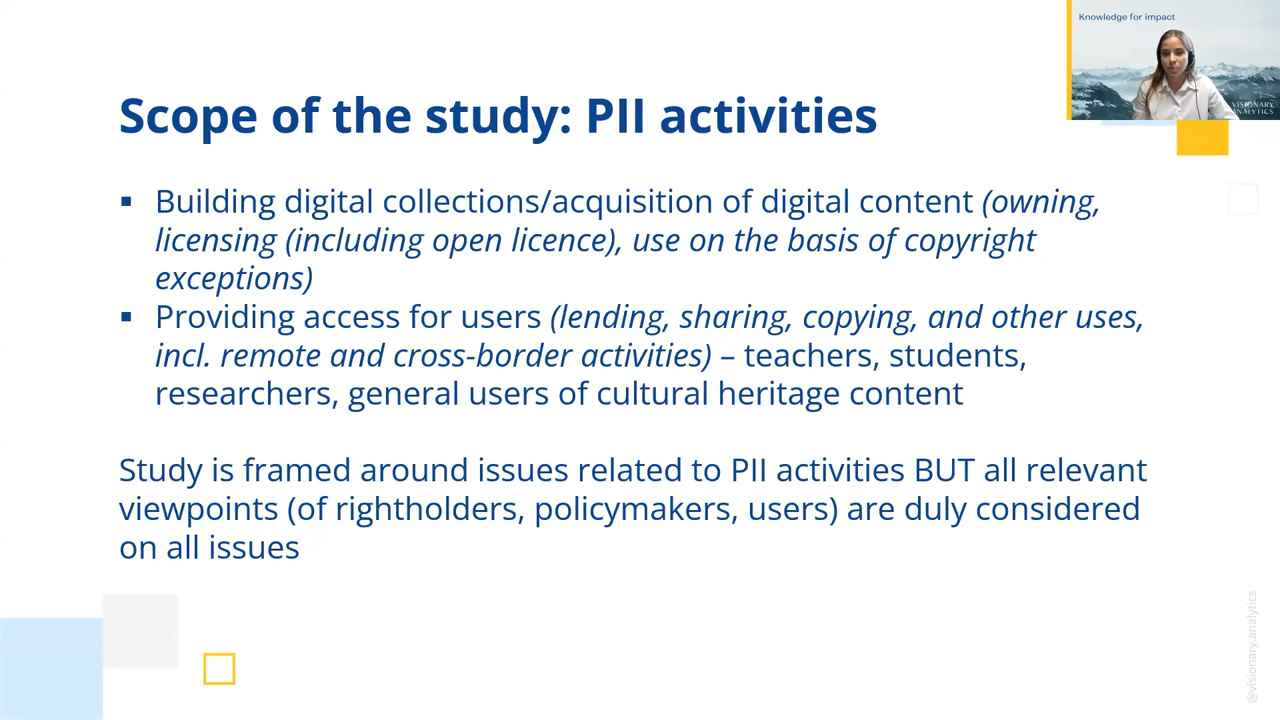 Knowledge for impact
VISIONARY
ANALYTICS
Scope of the study: PII activities
▪ Building digital collections/acquisition of digital content (owning,
licensing (including open licence), use on the basis of copyright
exceptions)
▪ Providing access for users (lending, sharing, copying, and other uses,
incl. remote and cross-border activities) – teachers, students,
researchers, general users of cultural heritage content
Study is framed around issues related to PII activities BUT all relevant
viewpoints (of rightholders, policymakers, users) are duly considered
on all issues
@visionary.analytics